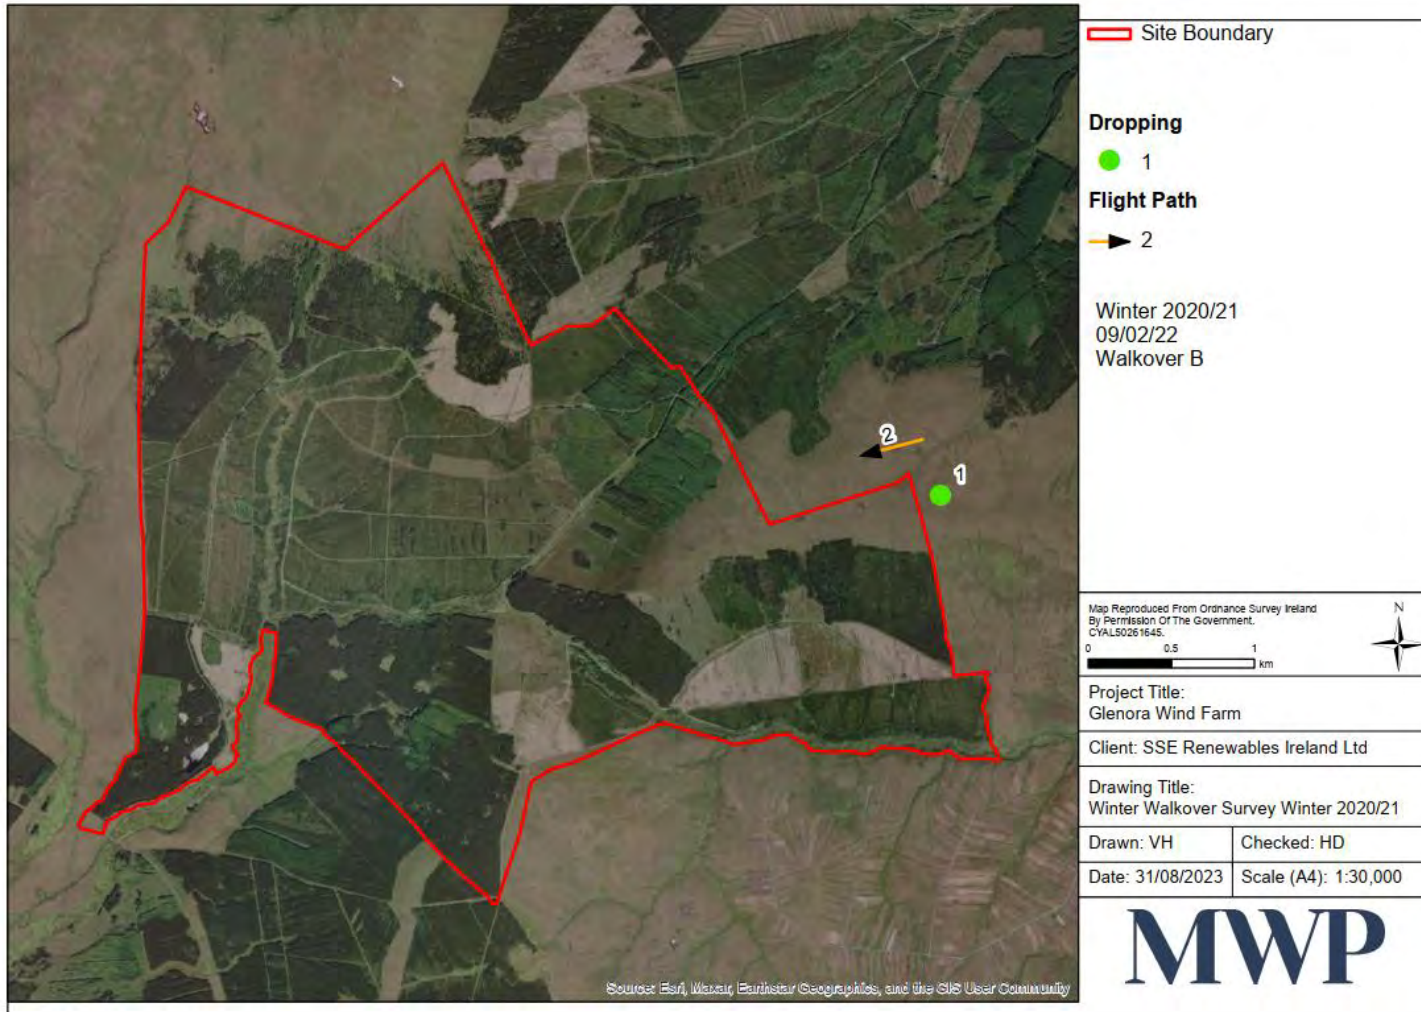 Site Boundary
Dropping
1
Flight Path
2
Winter 2020/21
09/02/22
Walkover B
2
1
Map Reproduced From Ordnance Survey Ireland
By Permission Of The Government.
CYAL50261645.
N
0 0.5 1
km
Project Title:
Glenora Wind Farm
Client: SSE Renewables Ireland Ltd
Drawing Title:
Winter Walkover Survey Winter 2020/21
Drawn: VH Checked: HD
Date: 31/08/2023 Scale (A4): 1:30,000
MWP
Source: Esri, Maxar, Earthstar Geographics, and the GIS User Community